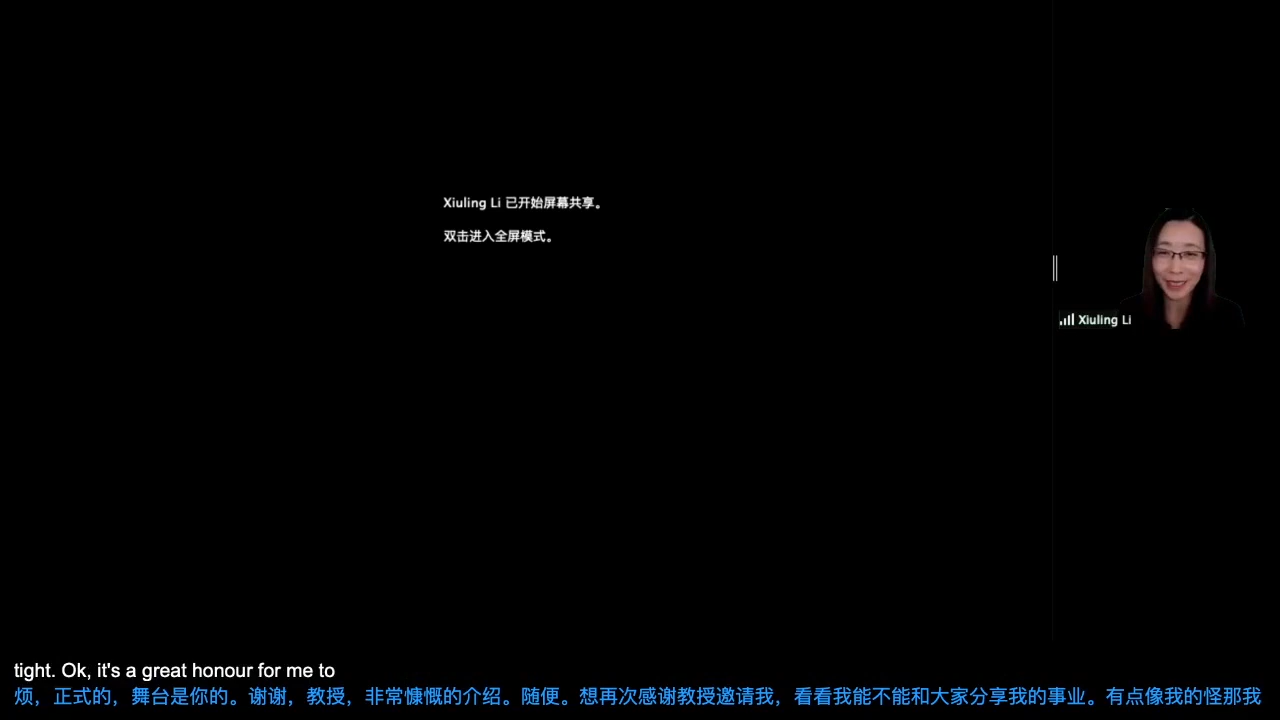 Xiuling Li 已开始屏幕共享。
双击进入全屏模式。
Xiuling Li
tight. Ok, it's a great honour for me to
烦，正式的，舞台是你的。谢谢，教授，非常慷慨的介绍。随便。想再次感谢教授邀请我，看看我能不能和大家分享我的事业。有点像我的怪那我